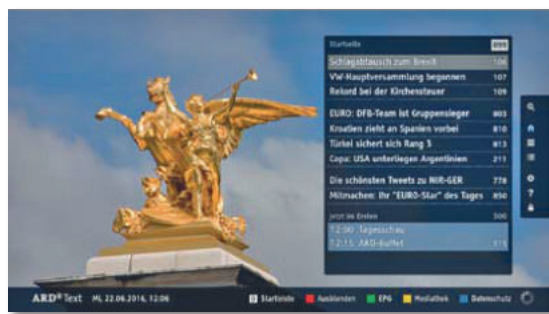 Startseite
Schlagabtausch zum Brexit 106
VW-Hauptversammlung begonnen 107
Rekord bei der Kirchensteuer 109
EURO: DFB-Team ist Gruppensieger 803
Kroatien zieht an Spanien vorbei 810
Türkei sichert sich Rang 3 813
Copa: USA unterliegen Argentinien 211
Die schönsten Tweets zu NIR-GER 778
Mitmachen: Ihr "EURO-Star" des Tages 850
Jetzt im Ersten 300
12:00 Tagesschau
12:15 ARD-Buffet
?
ARD Text Mi, 22.06.2016, 12:06 Startseite Ausblenden EPG Mediathek Datenschutz